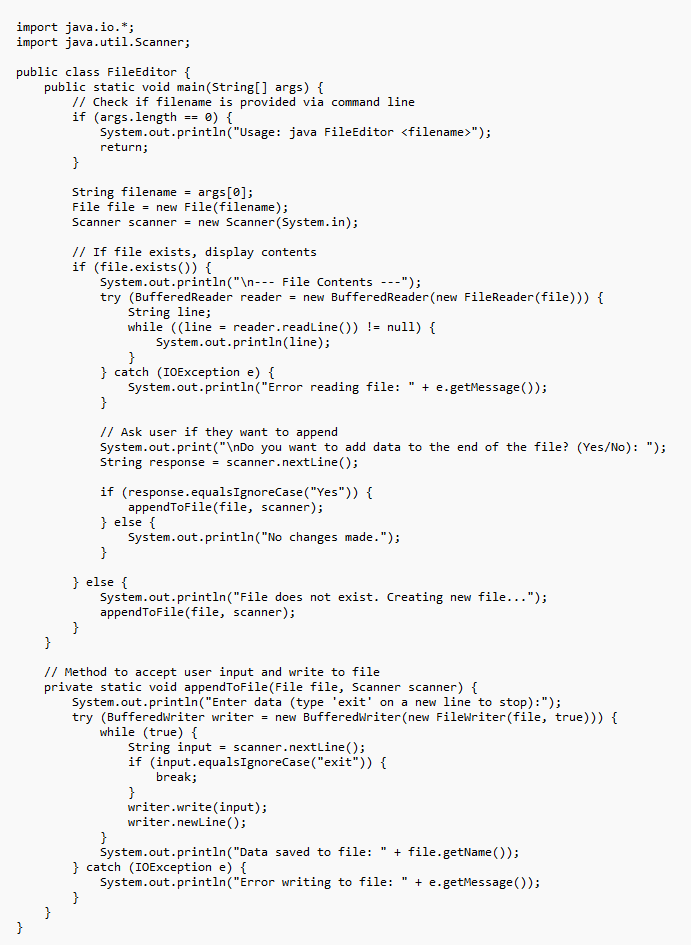 import java.io.*;
import java.util.Scanner;

public class FileEditor {
    public static void main(String[] args) {
        // Check if filename is provided via command line
        if (args.length == 0) {
            System.out.println("Usage: java FileEditor <filename>");
            return;
        }

        String filename = args[0];
        File file = new File(filename);
        Scanner scanner = new Scanner(System.in);

        // If file exists, display contents
        if (file.exists()) {
            System.out.println("\n--- File Contents ---");
            try (BufferedReader reader = new BufferedReader(new FileReader(file))) {
                String line;
                while ((line = reader.readLine()) != null) {
                    System.out.println(line);
                }
            } catch (IOException e) {
                System.out.println("Error reading file: " + e.getMessage());
            }

            // Ask user if they want to append
            System.out.print("\nDo you want to add data to the end of the file? (Yes/No): ");
            String response = scanner.nextLine();

            if (response.equalsIgnoreCase("Yes")) {
                appendToFile(file, scanner);
            } else {
                System.out.println("No changes made.");
            }

        } else {
            System.out.println("File does not exist. Creating new file...");
            appendToFile(file, scanner);
        }
    }

    // Method to accept user input and write to file
    private static void appendToFile(File file, Scanner scanner) {
        System.out.println("Enter data (type 'exit' on a new line to stop):");
        try (BufferedWriter writer = new BufferedWriter(new FileWriter(file, true))) {
            while (true) {
                String input = scanner.nextLine();
                if (input.equalsIgnoreCase("exit")) {
                    break;
                }
                writer.write(input);
                writer.newLine();
            }
            System.out.println("Data saved to file: " + file.getName());
        } catch (IOException e) {
            System.out.println("Error writing to file: " + e.getMessage());
        }
    }
}